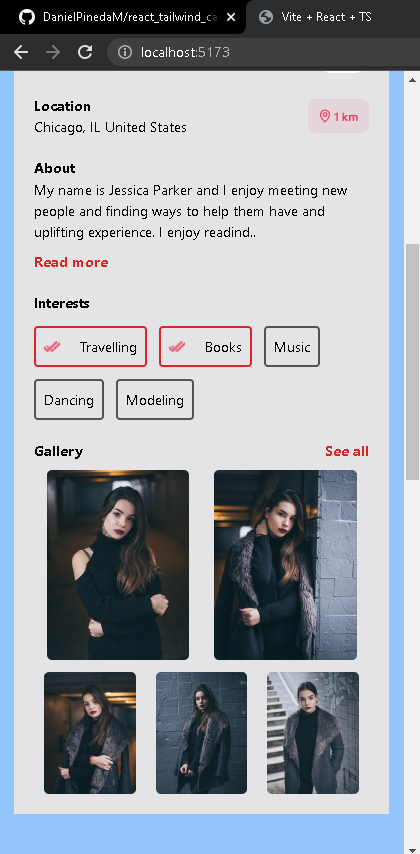 DanielPinedaM/react_tailwind_ca
Vite + React + TS
localhost:5173
Location
Chicago, IL United States
1 km
About
My name is Jessica Parker and I enjoy meeting new
people and finding ways to help them have and
uplifting experience. I enjoy readind..
Read more
Interests
Travelling
Books
Music
Dancing
Modeling
Gallery
See all